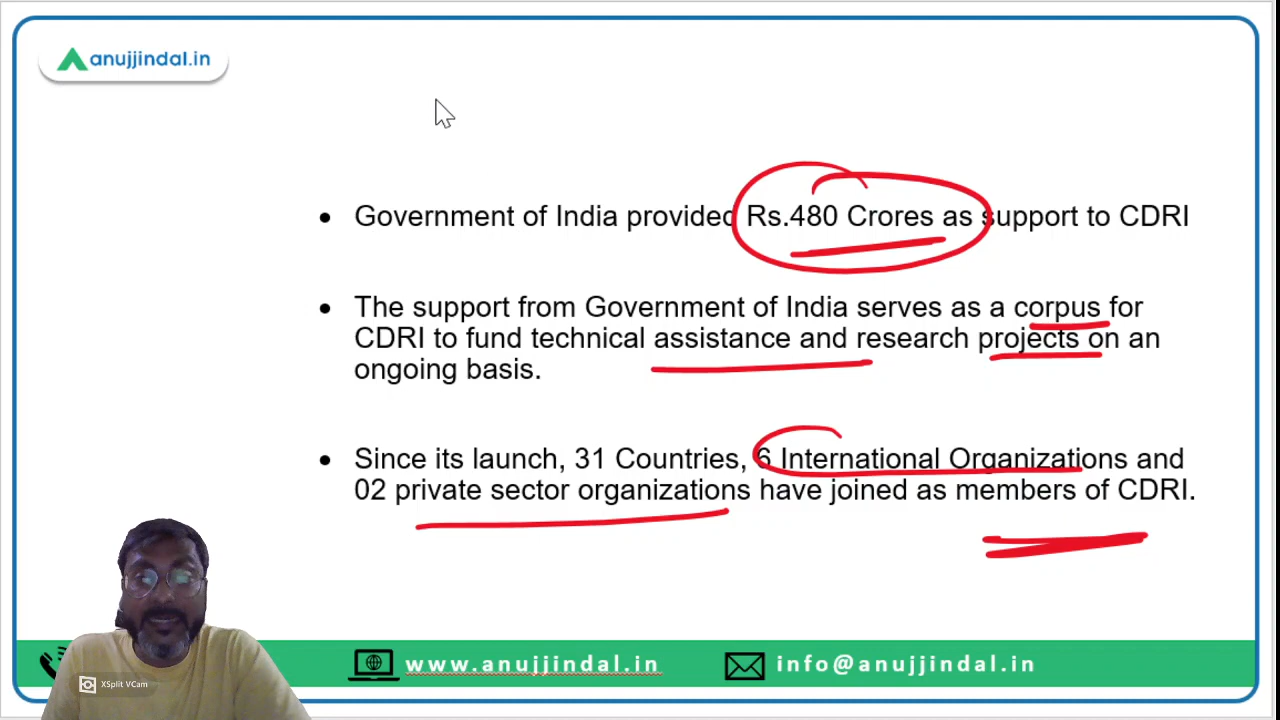 anujjindal.in
Government of India provided Rs.480 Crores as support to CDRI
The support from Government of India serves as a corpus for
CDRI to fund technical assistance and research projects on an
ongoing basis.
Since its launch, 31 Countries, 6 International Organizations and
02 private sector organizations have joined as members of CDRI.
www.anujjindal.in
info@anujjindal.in
XSplit VCam